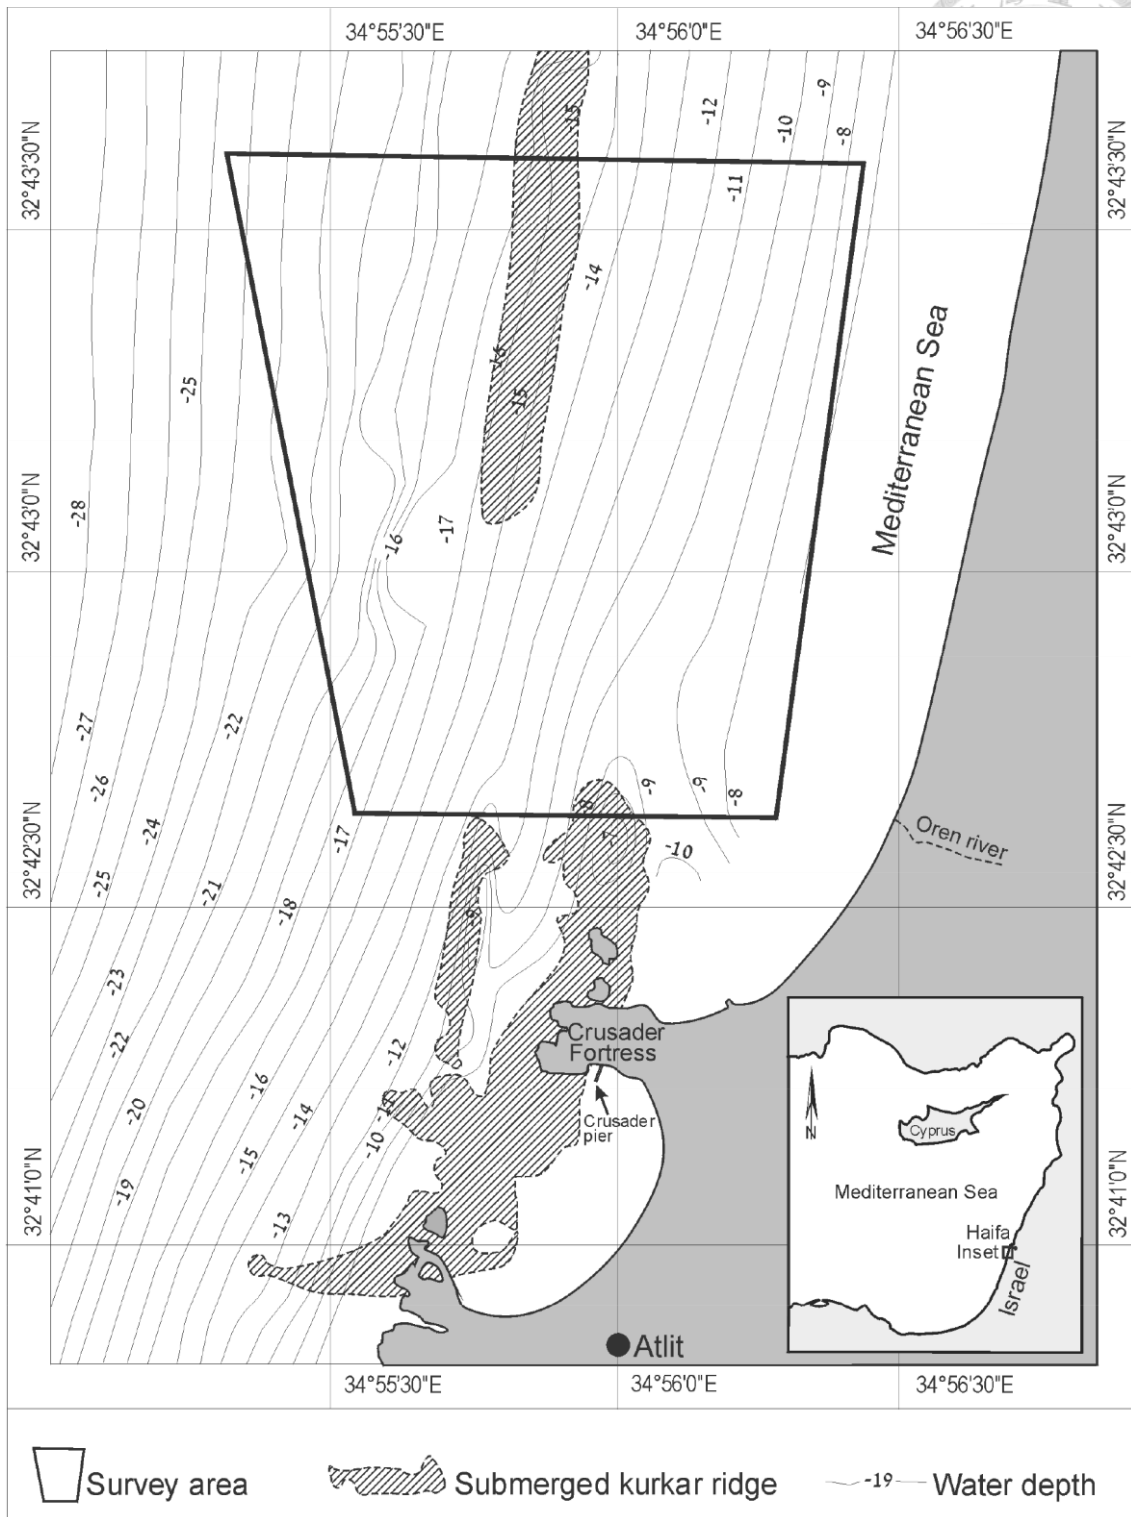 34°55'30"E 34°56'0"E 34°56'30"E
32°43'30"N
32°43'30"N
-9
-12
-15
-10
-8
-11
-14
-16
-25
-15
Mediterranean Sea
32°43'0"N
32°43'0"N
-28
-17
-16
-27
-22
-26
-9
-9
-8
-8
32°42'30"N
32°42'30"N
-24
-17
-7
-10
Oren river
-25
-21
-18
-8
-23
-22
-12
Crusader
Fortress
-16
-11
-20
-14
-10
Crusader
pier
-15
-19
-13
32°41'0"N
32°41'0"N
N
Cyprus
Mediterranean Sea
Haifa
Inset
Israel
Atlit
34°55'30"E 34°56'0"E 34°56'30"E
Survey area
Submerged kurkar ridge
-19
Water depth